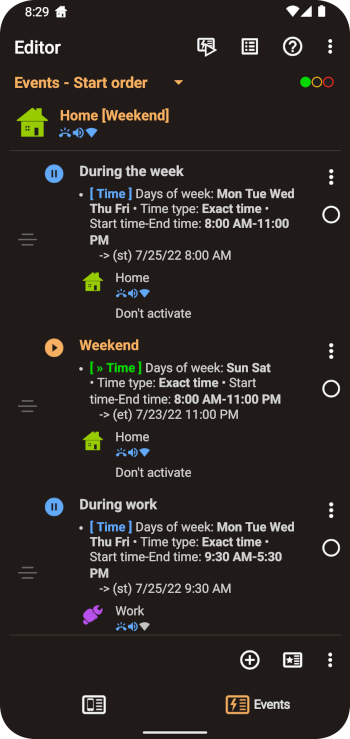 8:29
Editor
Events - Start order
Home [Weekend]
During the week
• [ Time ] Days of week: Mon Tue Wed
Thu Fri • Time type: Exact time •
Start time-End time: 8:00 AM-11:00
PM
-> (st) 7/25/22 8:00 AM
Home
Don't activate
Weekend
• [ » Time ] Days of week: Sun Sat
• Time type: Exact time • Start
time-End time: 8:00 AM-11:00 PM
-> (et) 7/23/22 11:00 PM
Home
Don't activate
During work
• [ Time ] Days of week: Mon Tue Wed
Thu Fri • Time type: Exact time •
Start time-End time: 9:30 AM-5:30
PM
-> (st) 7/25/22 9:30 AM
Work
Events